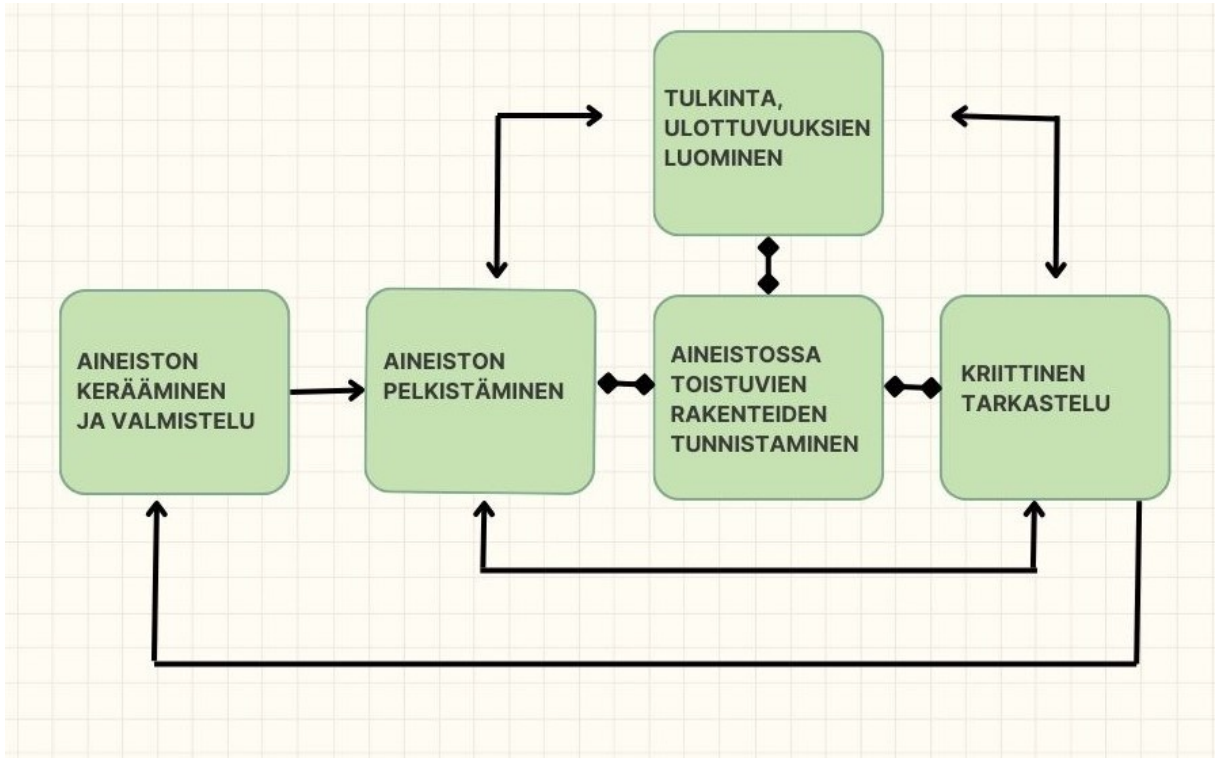 TULKINTA,
ULOTTUVUUKSIEN
LUOMINEN
AINEISTON
KERÄÄMINEN
JA VALMISTELU
AINEISTON
PELKISTÄMINEN
AINEISTOSSA
TOISTUVIEN
RAKENTEIDEN
TUNNISTAMINEN
KRIITTINEN
TARKASTELU